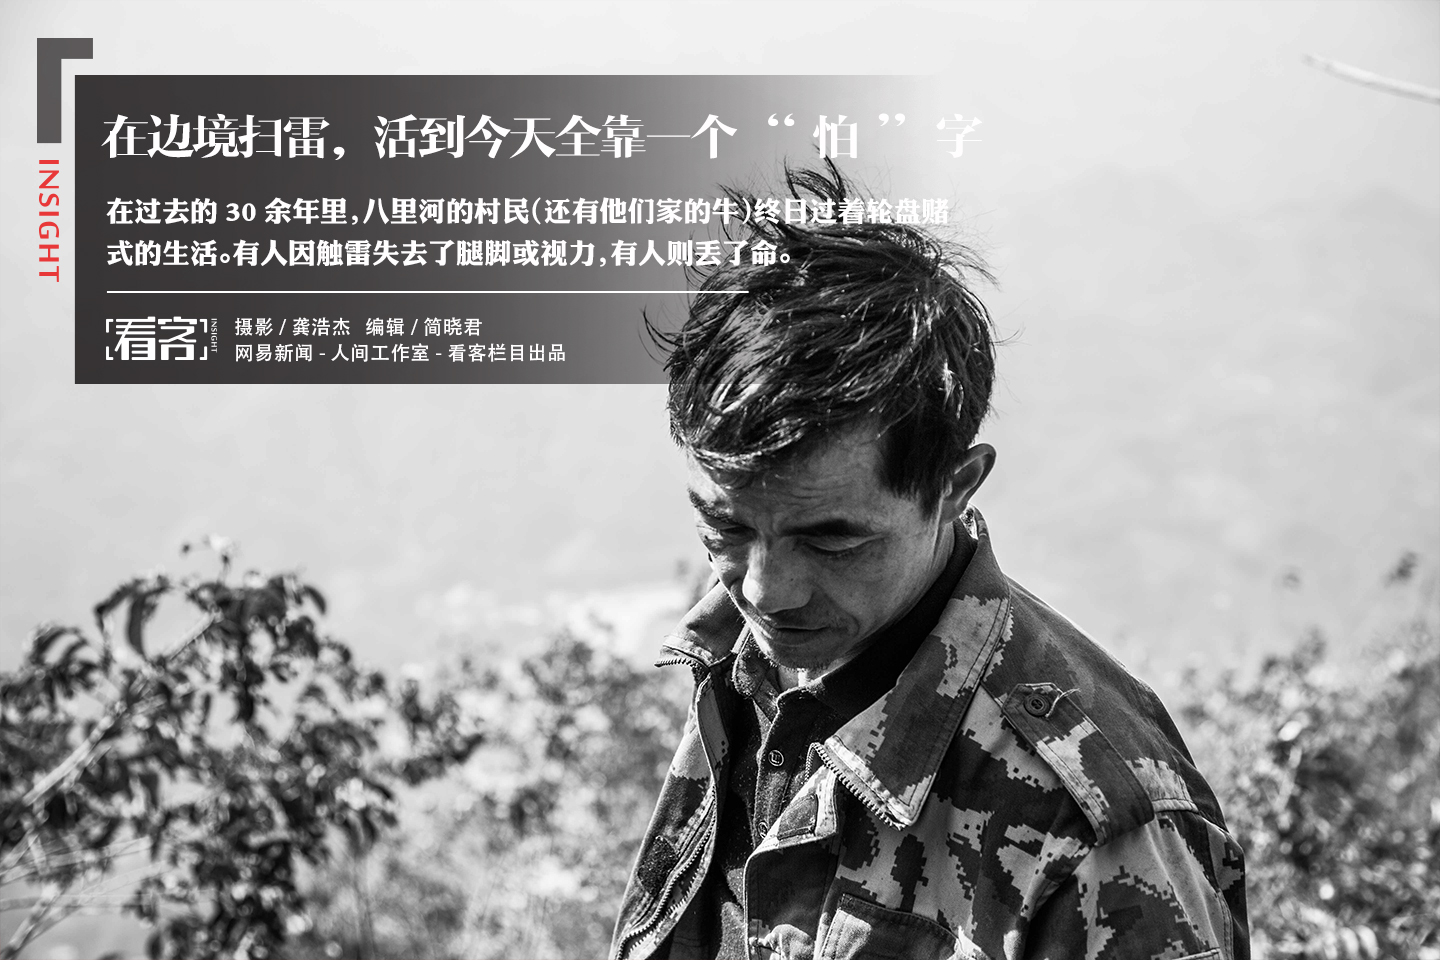 在边境扫雷，活到今天全靠一个“怕”字
INSIGHT
在过去的 30 余年里，八里河的村民（还有他们家的牛）终日过着轮盘赌
式的生活。有人因触雷失去了腿脚或视力，有人则丢了命。
看客 INSIGHT
摄影 / 龚浩杰 编辑 / 简晓君
网易新闻 - 人间工作室 - 看客栏目出品